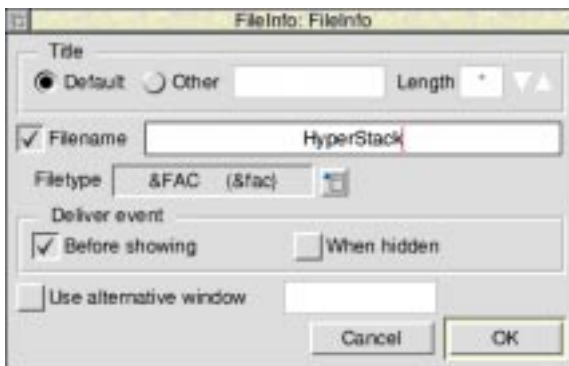 FileInfo: FileInfo
Title
Default Other Length *
Filename HyperStack
Filetype &FAC (&fac)
Deliver event
Before showing When hidden
Use alternative window
Cancel OK